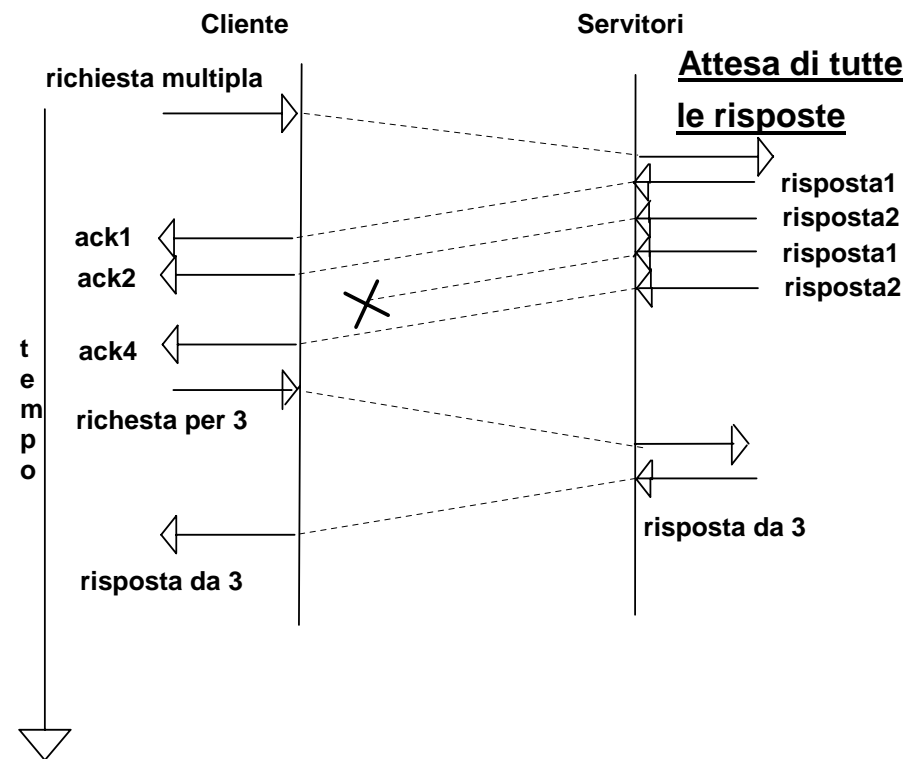 Cliente
Servitori
richiesta multipla
Attesa di tutte
le risposte
risposta1
risposta2
risposta1
risposta2
ack1
ack2
ack4
tempo
richesta per 3
risposta da 3
risposta da 3